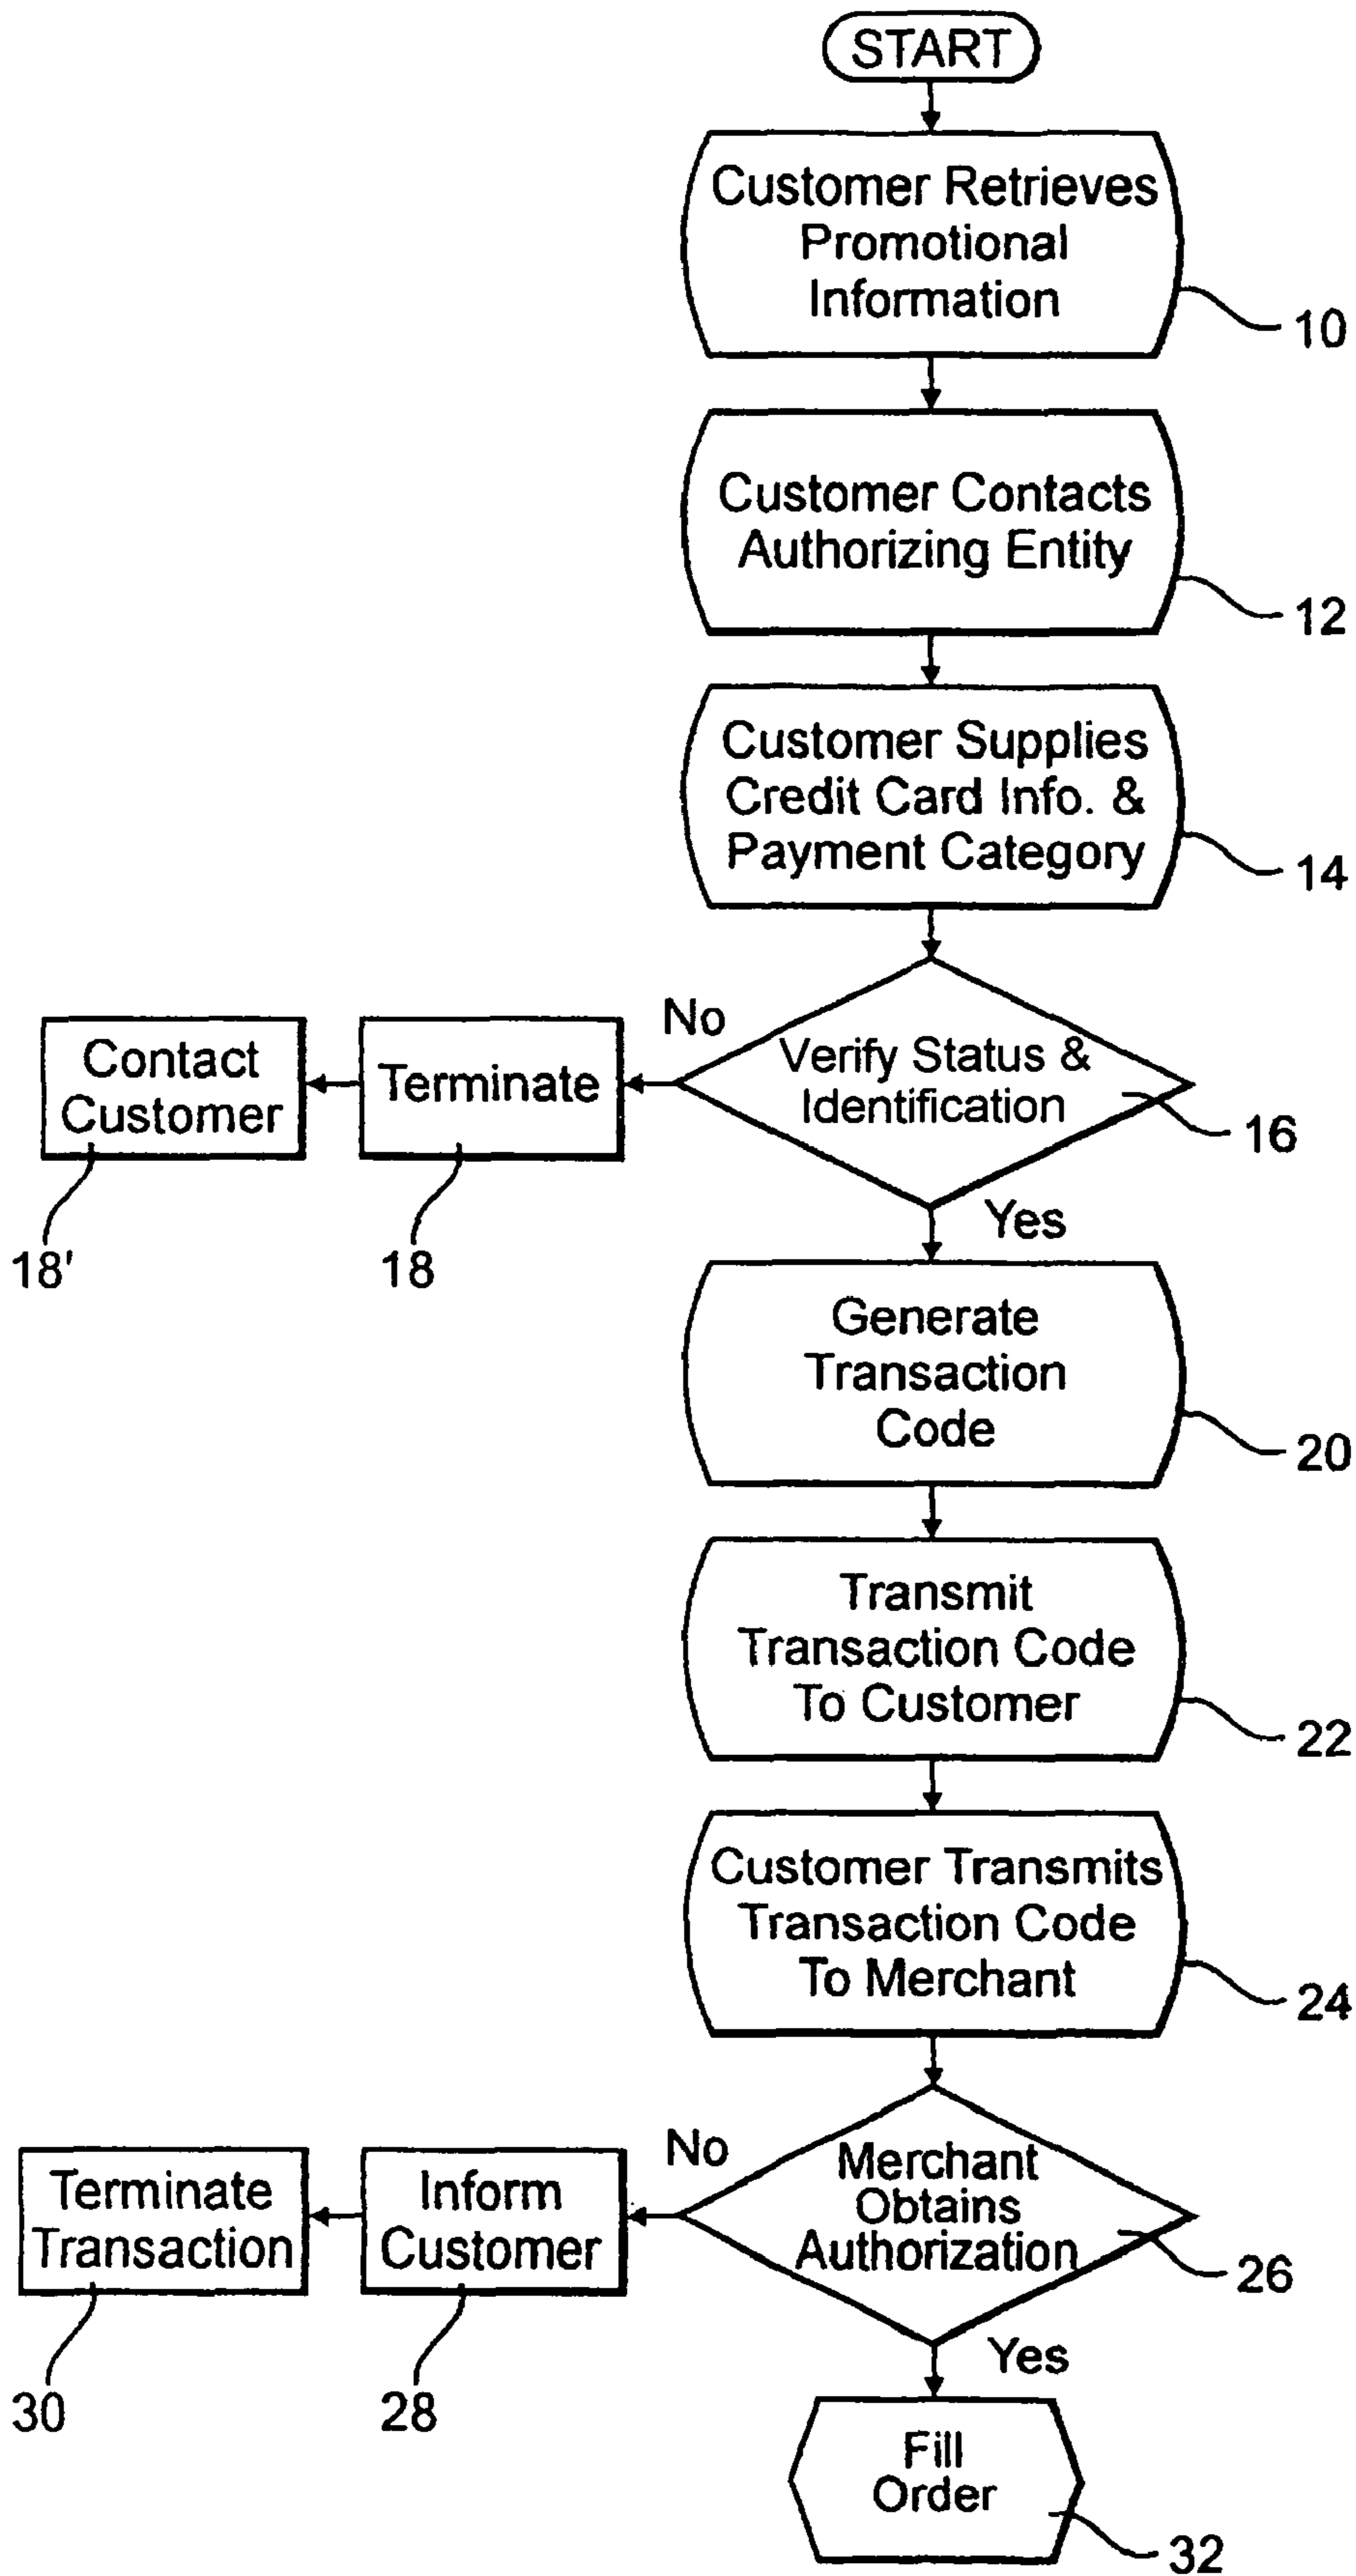 START
Customer Retrieves
Promotional
Information
10
Customer Contacts
Authorizing Entity
12
Customer Supplies
Credit Card Info. &
Payment Category
14
No
Verify Status &
Identification
16
Terminate
18
Contact
Customer
18'
Yes
Generate
Transaction
Code
20
Transmit
Transaction Code
To Customer
22
Customer Transmits
Transaction Code
To Merchant
24
No
Merchant
Obtains
Authorization
26
Inform
Customer
28
Terminate
Transaction
30
Yes
Fill
Order
32